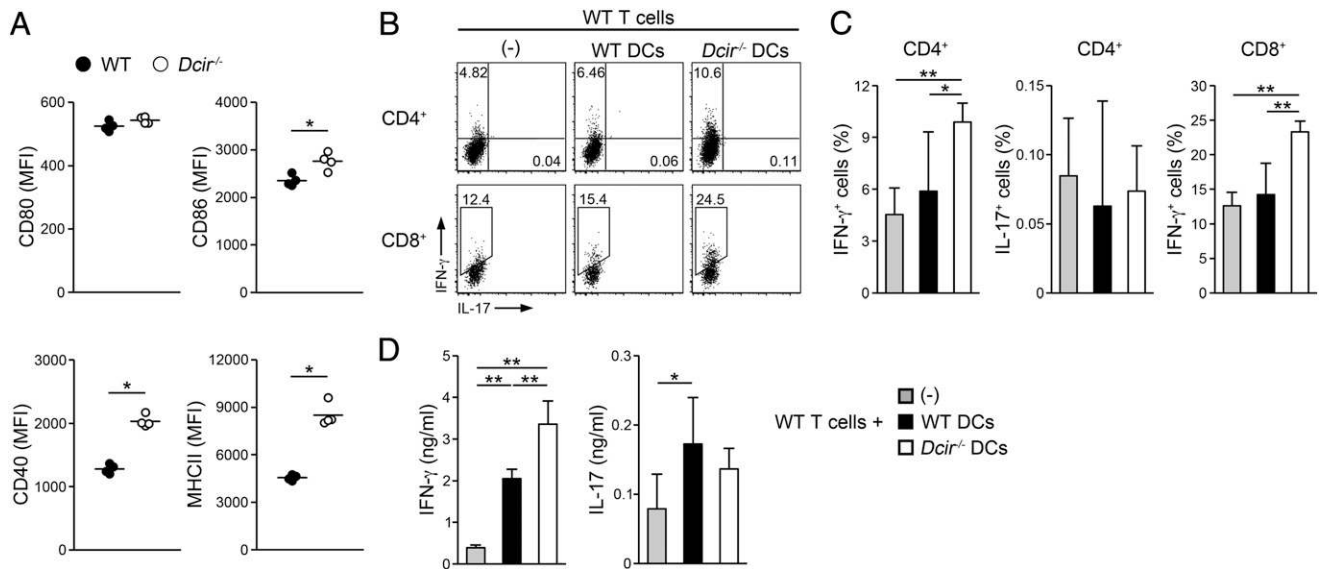 A
● WT ○ Dcir-/-
CD80 (MFI)
600
400
200
0
CD86 (MFI)
4000
3000
2000
1000
0
*
CD40 (MFI)
3000
2000
1000
0
*
MHCII (MFI)
12000
9000
6000
3000
0
*
B
WT T cells
(-) WT DCs Dcir-/- DCs
CD4+
4.82
0.04
6.46
0.06
10.6
0.11
CD8+
12.4
15.4
24.5
IFN-γ
IL-17
C
CD4+
IFN-γ+ cells (%)
12
9
6
3
0
**
*
CD4+
IL-17+ cells (%)
0.15
0.10
0.05
0
CD8+
IFN-γ+ cells (%)
30
25
20
15
10
5
0
**
**
D
IFN-γ (ng/ml)
5
4
3
2
1
0
**
** **
IL-17 (ng/ml)
0.3
0.2
0.1
0
*
WT T cells +
(-)
WT DCs
Dcir-/- DCs